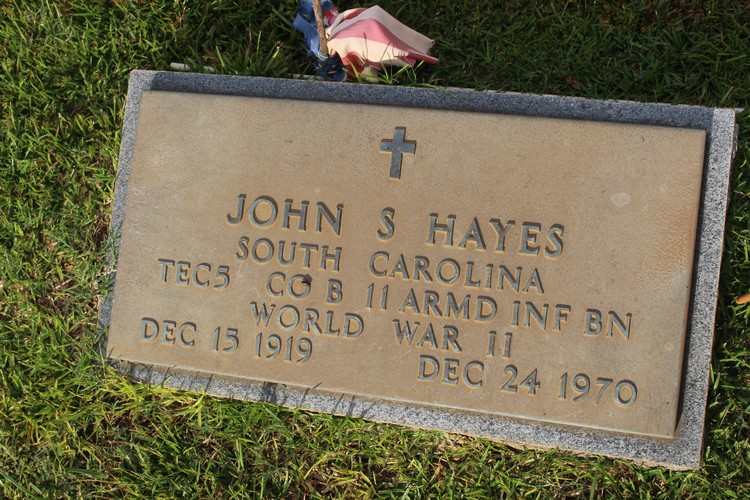 JOHN S HAYES
SOUTH CAROLINA
TEC5 CO B 11 ARMD INF BN
WORLD WAR II
DEC 15 1919 DEC 24 1970